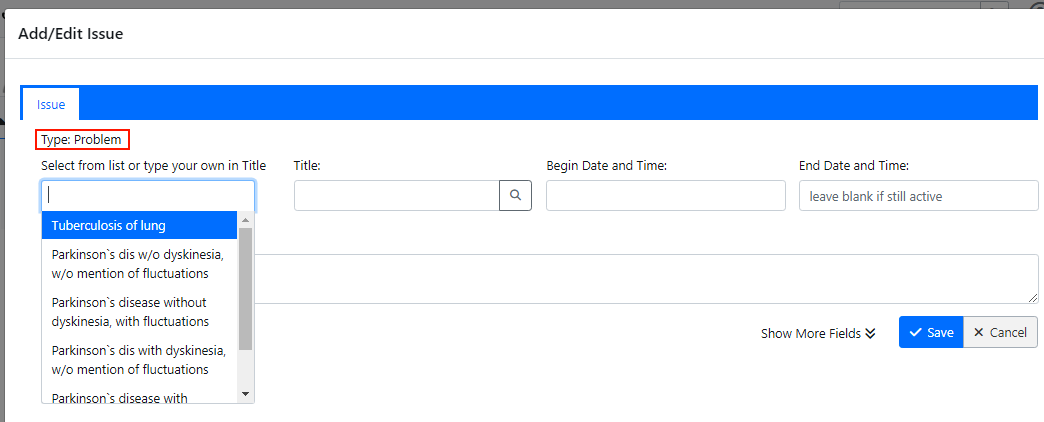 Add/Edit Issue
Issue
Type: Problem
Select from list or type your own in Title
Title:
Begin Date and Time:
End Date and Time:
leave blank if still active
Tuberculosis of lung
Parkinson`s dis w/o dyskinesia,
w/o mention of fluctuations
Parkinson`s disease without
dyskinesia, with fluctuations
Parkinson`s dis with dyskinesia,
w/o mention of fluctuations
Parkinson`s disease with
Show More Fields
Save
Cancel